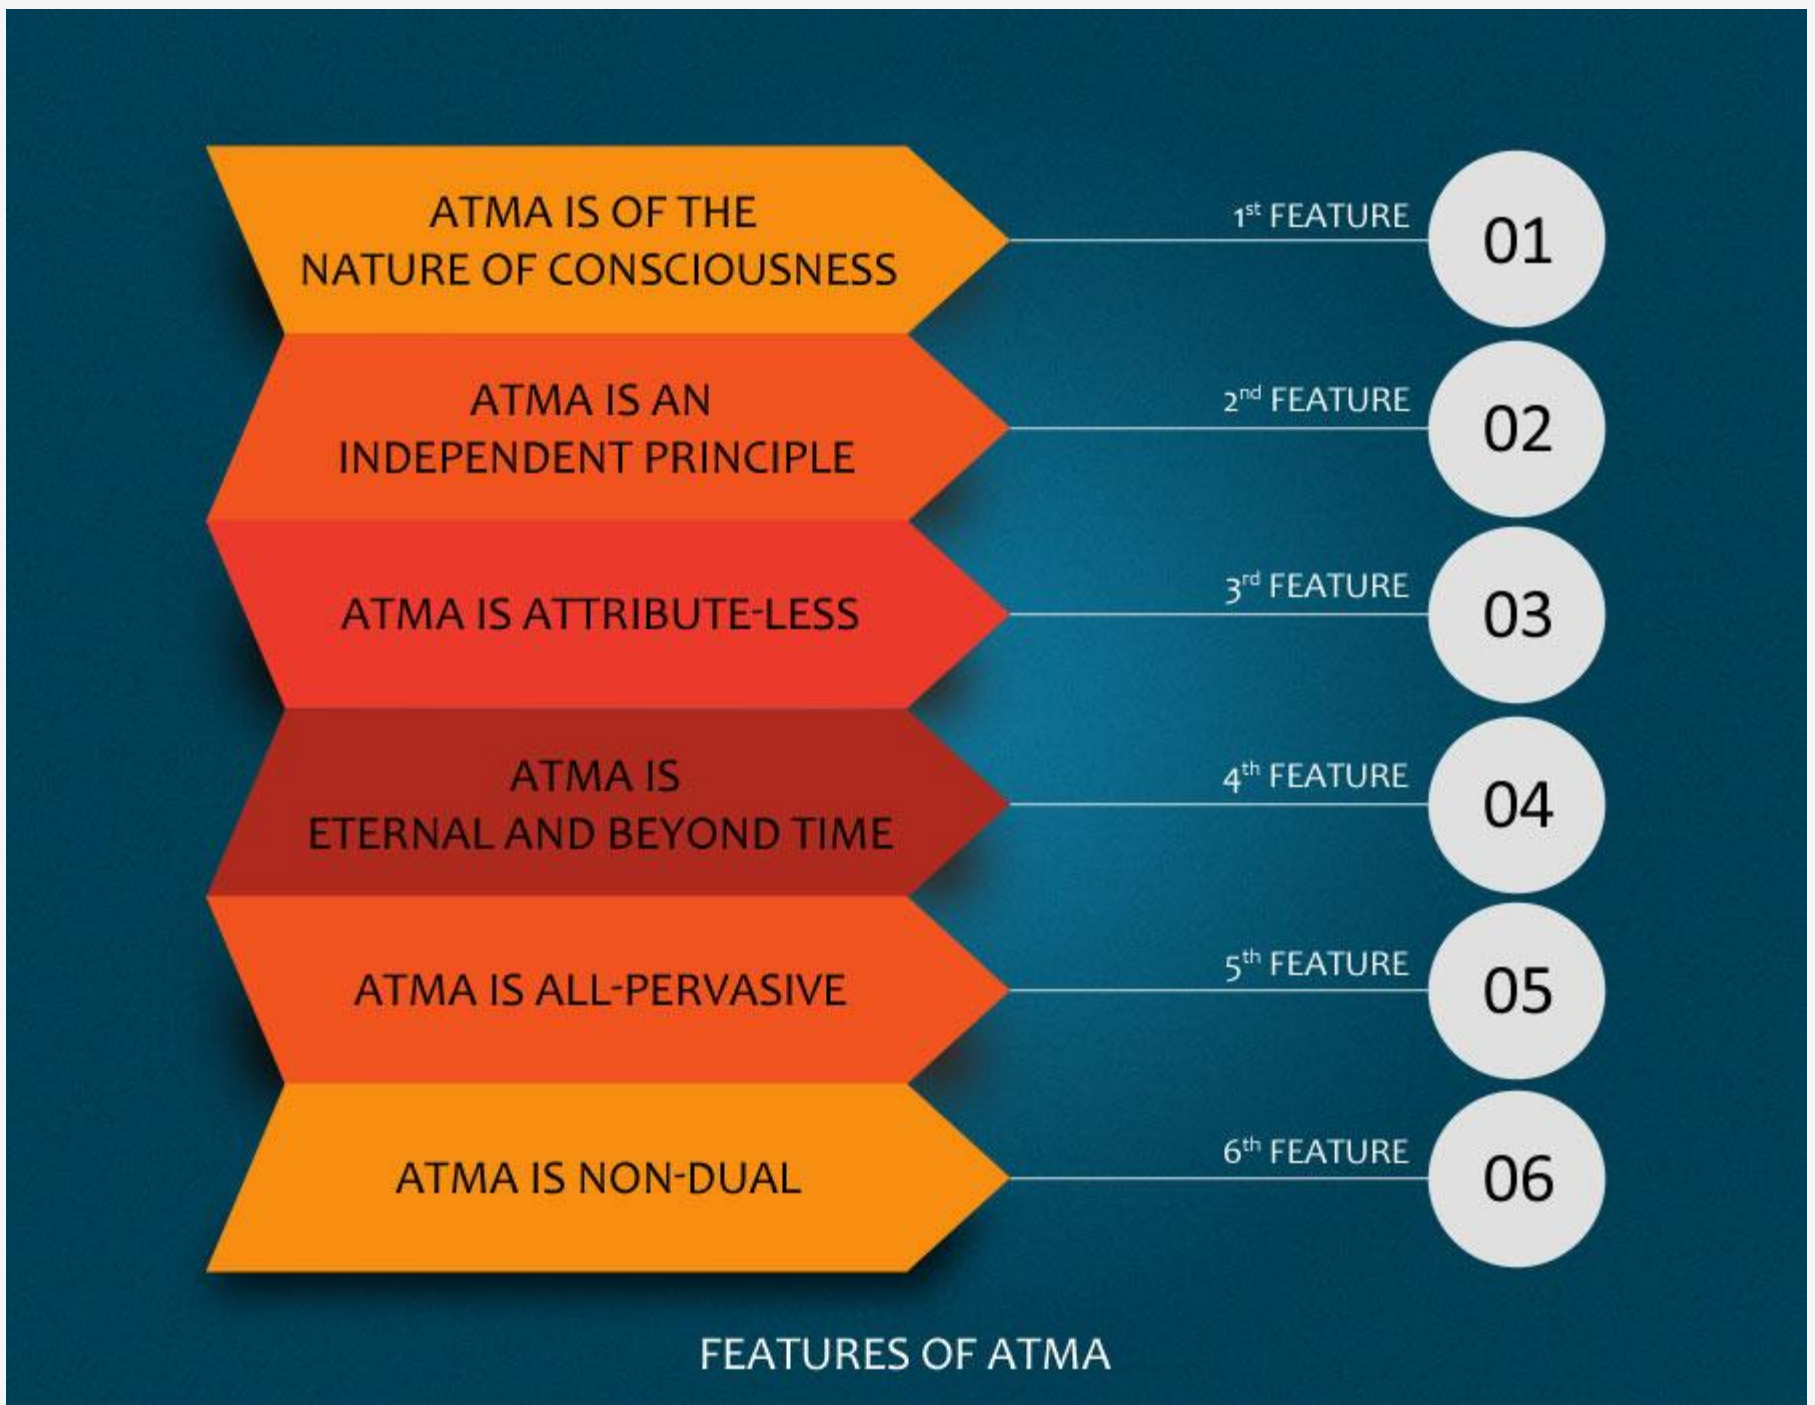 ATMA IS OF THE
NATURE OF CONSCIOUSNESS
1st FEATURE
01
ATMA IS AN
INDEPENDENT PRINCIPLE
2nd FEATURE
02
ATMA IS ATTRIBUTE-LESS
3rd FEATURE
03
ATMA IS
ETERNAL AND BEYOND TIME
4th FEATURE
04
ATMA IS ALL-PERVASIVE
5th FEATURE
05
ATMA IS NON-DUAL
6th FEATURE
06
FEATURES OF ATMA